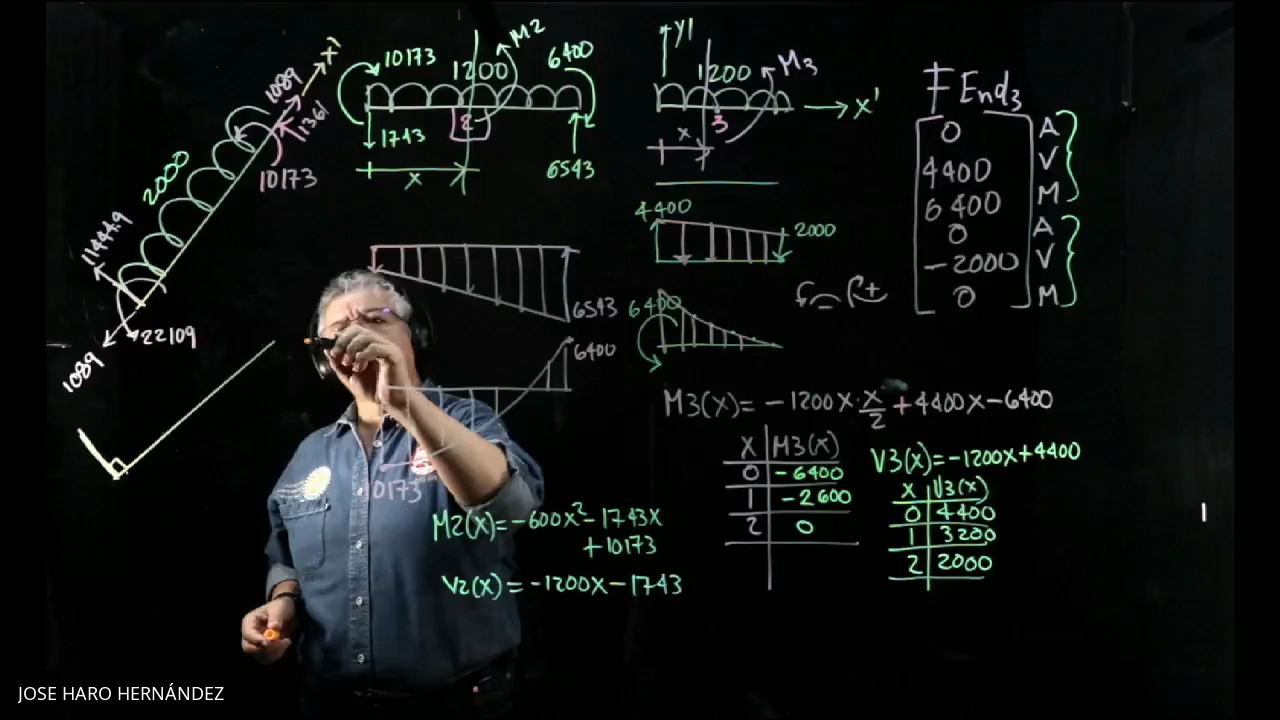 x'
1089
1361
10173
2000
11444.9
22109
1089
10173
1200
M2
6400
1743
2
x
6543
6543
6400
10173
M2(X)=-600x²-1743x
+10173
V2(X)=-1200x-1743
y1
1200
M3
x'
3
x
4400
2000
6400
M3(X)=-1200x·x/2+4400x-6400
X M3(X)
0 -6400
1 -2600
2 0
V3(X)=-1200x+4400
X V3(X)
0 4400
1 3200
2 2000
F End3
0 A
4400 V
6400 M
0 A
-2000 V
0 M
JOSE HARO HERNÁNDEZ